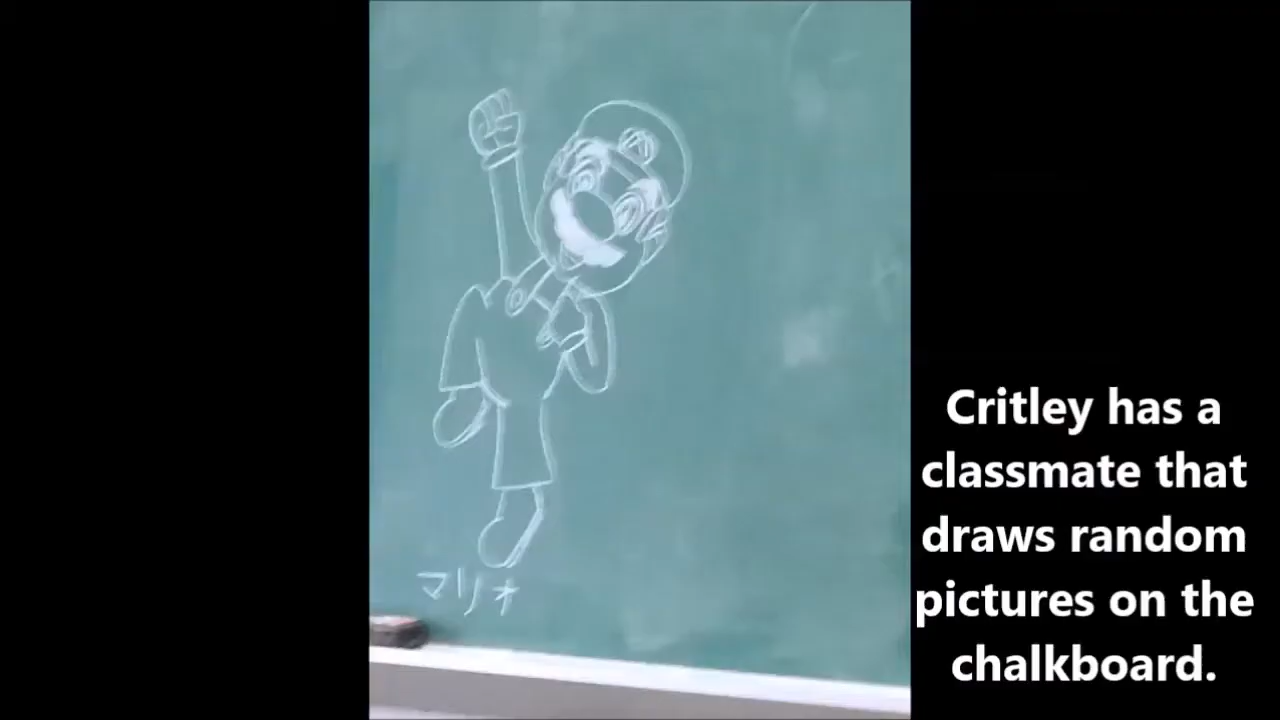 マリオ
Critley has a
classmate that
draws random
pictures on the
chalkboard.